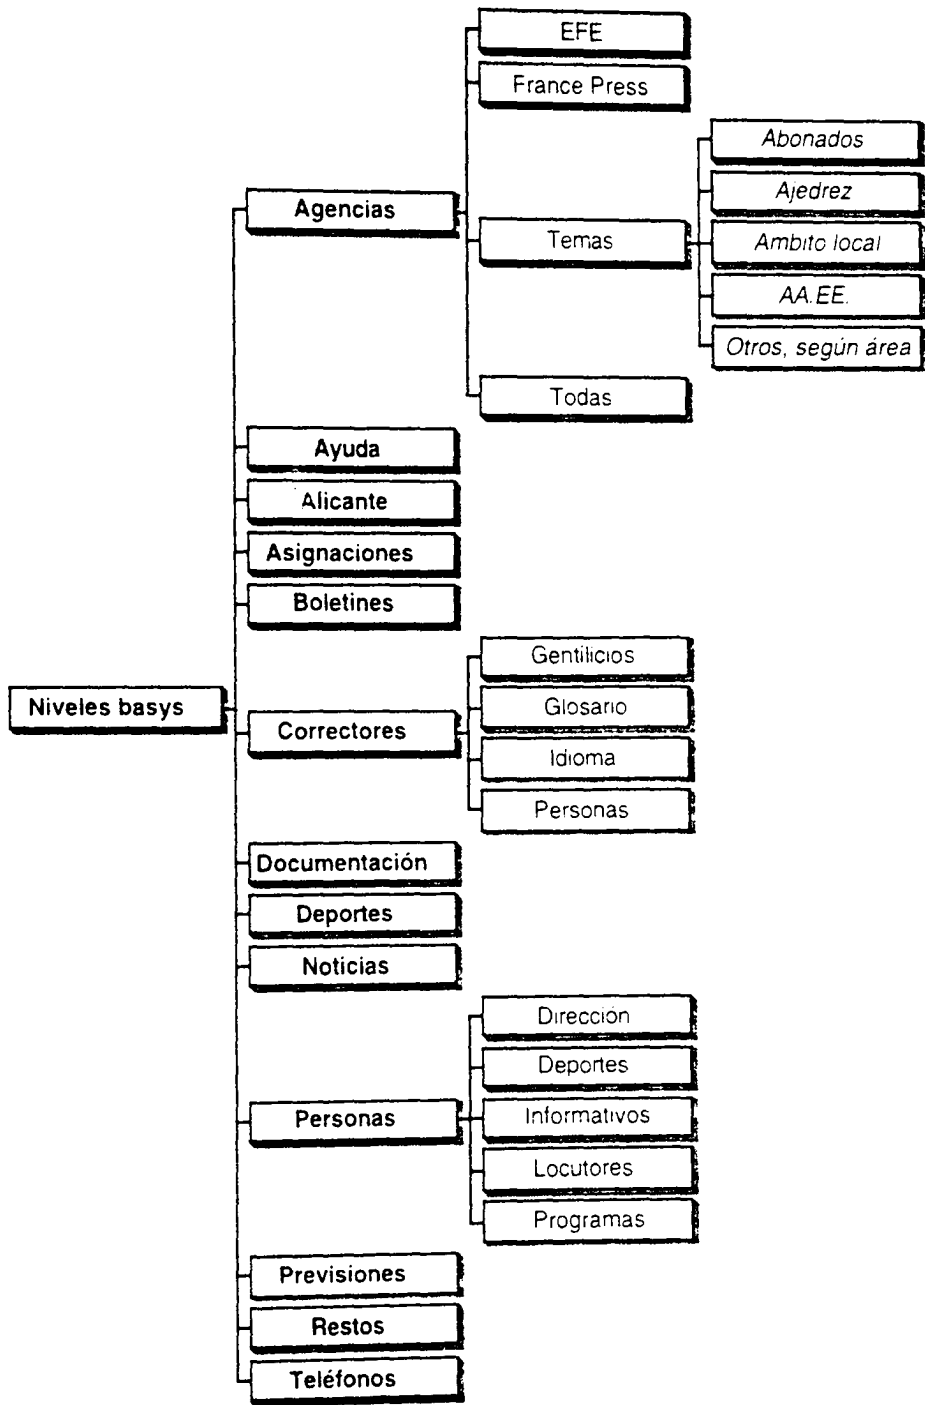 EFE
France Press
Abonados
Ajedrez
Agencias
Temas
Ambito local
AA.EE.
Otros, según área
Todas
Ayuda
Alicante
Asignaciones
Boletines
Gentilicios
Niveles basys
Glosario
Correctores
Idioma
Personas
Documentación
Deportes
Noticias
Dirección
Deportes
Personas
Informativos
Locutores
Programas
Previsiones
Restos
Teléfonos